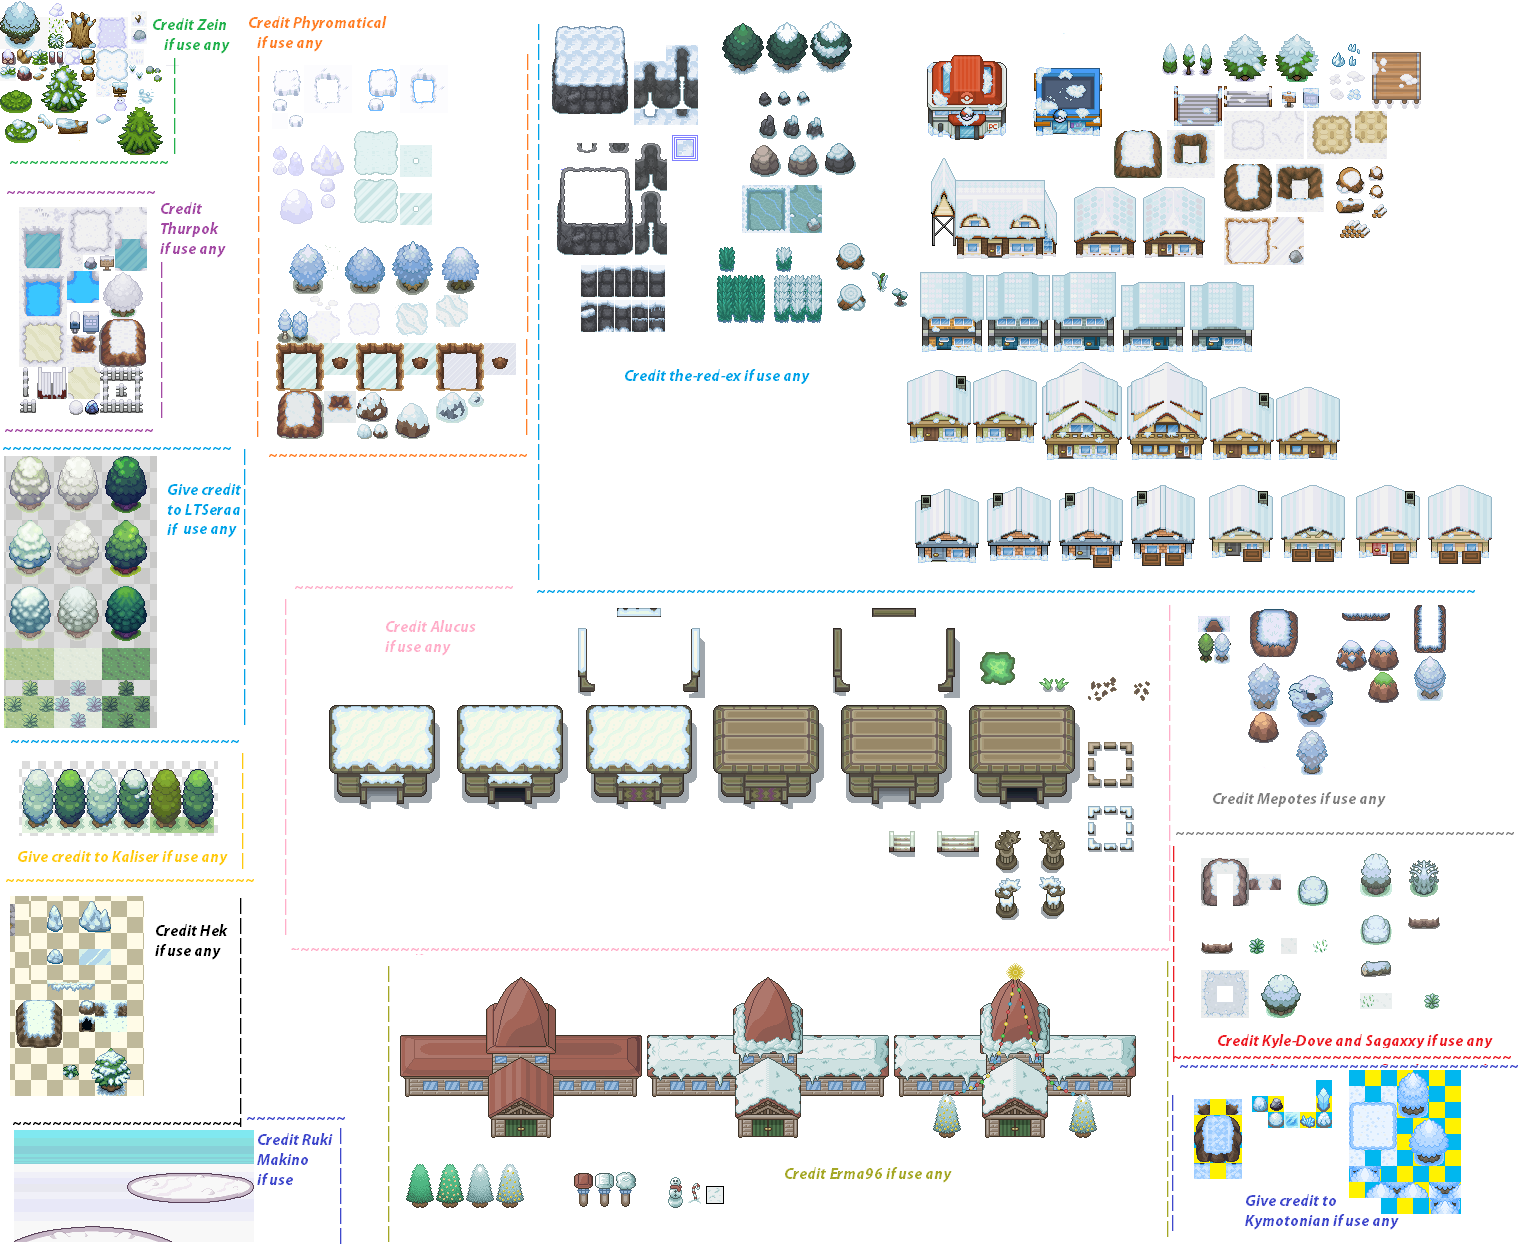 Credit Zein
if use any
Credit Phyromatical
if use any
Credit
Thurpok
if use any
Credit the-red-ex if use any
PC
Give credit
to LTSeraa
if use any
Credit Alucus
if use any
Credit Mepotes if use any
Give credit to Kaliser if use any
Credit Hek
if use any
Credit Kyle-Dove and Sagaxxy if use any
Credit Ruki
Makino
if use
Credit Erma96 if use any
Give credit to
Kymotonian if use any